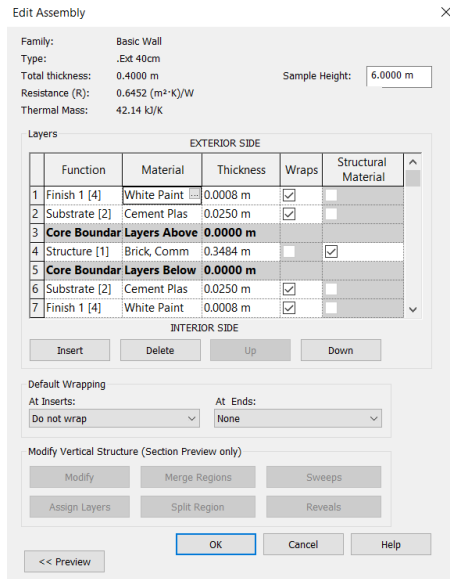 Edit Assembly
Family: Basic Wall
Type: .Ext 40cm
Total thickness: 0.4000 m Sample Height: 6.0000 m
Resistance (R): 0.6452 (m²·K)/W
Thermal Mass: 42.14 kJ/K
Layers
EXTERIOR SIDE
Function Material Thickness Wraps Structural Material
1 Finish 1 [4] White Paint ... 0.0008 m
2 Substrate [2] Cement Plas 0.0250 m
3 Core Boundar Layers Above 0.0000 m
4 Structure [1] Brick, Comm 0.3484 m
5 Core Boundar Layers Below 0.0000 m
6 Substrate [2] Cement Plas 0.0250 m
7 Finish 1 [4] White Paint 0.0008 m
INTERIOR SIDE
Insert Delete Up Down
Default Wrapping
At Inserts: At Ends:
Do not wrap None
Modify Vertical Structure (Section Preview only)
Modify Merge Regions Sweeps
Assign Layers Split Region Reveals
OK Cancel Help
<< Preview